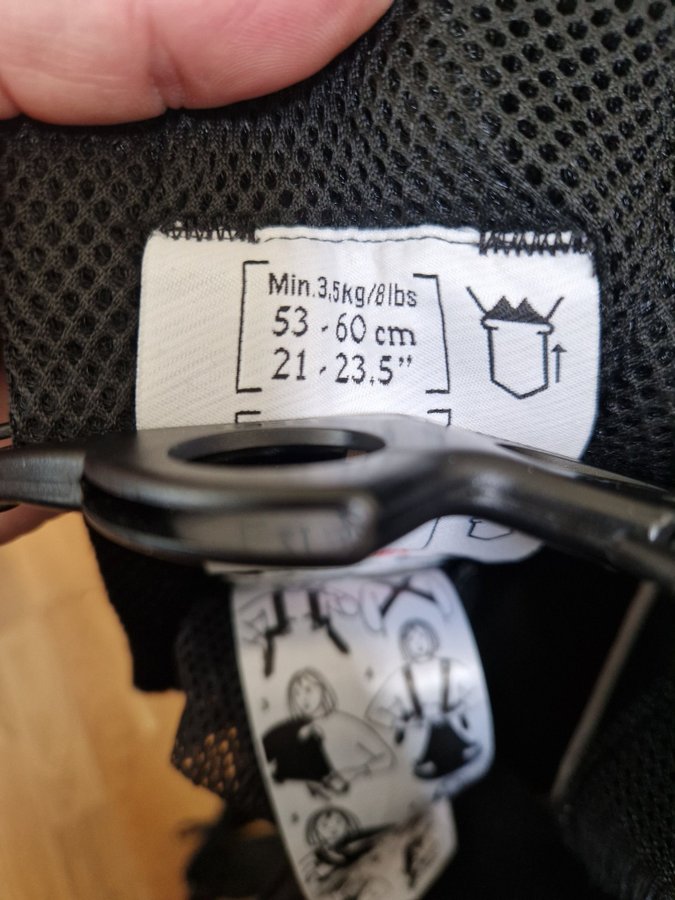 Min.3,5kg/8lbs
53 - 60 cm
21 - 23,5”